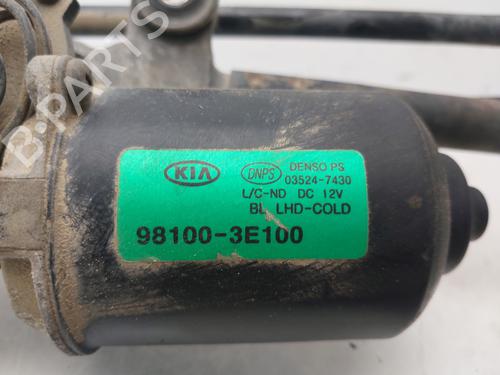 B-PARTS
KIA DNPS DENSO PS
03524-7430
L/C-ND DC 12V
BL LHD-COLD
98100-3E100